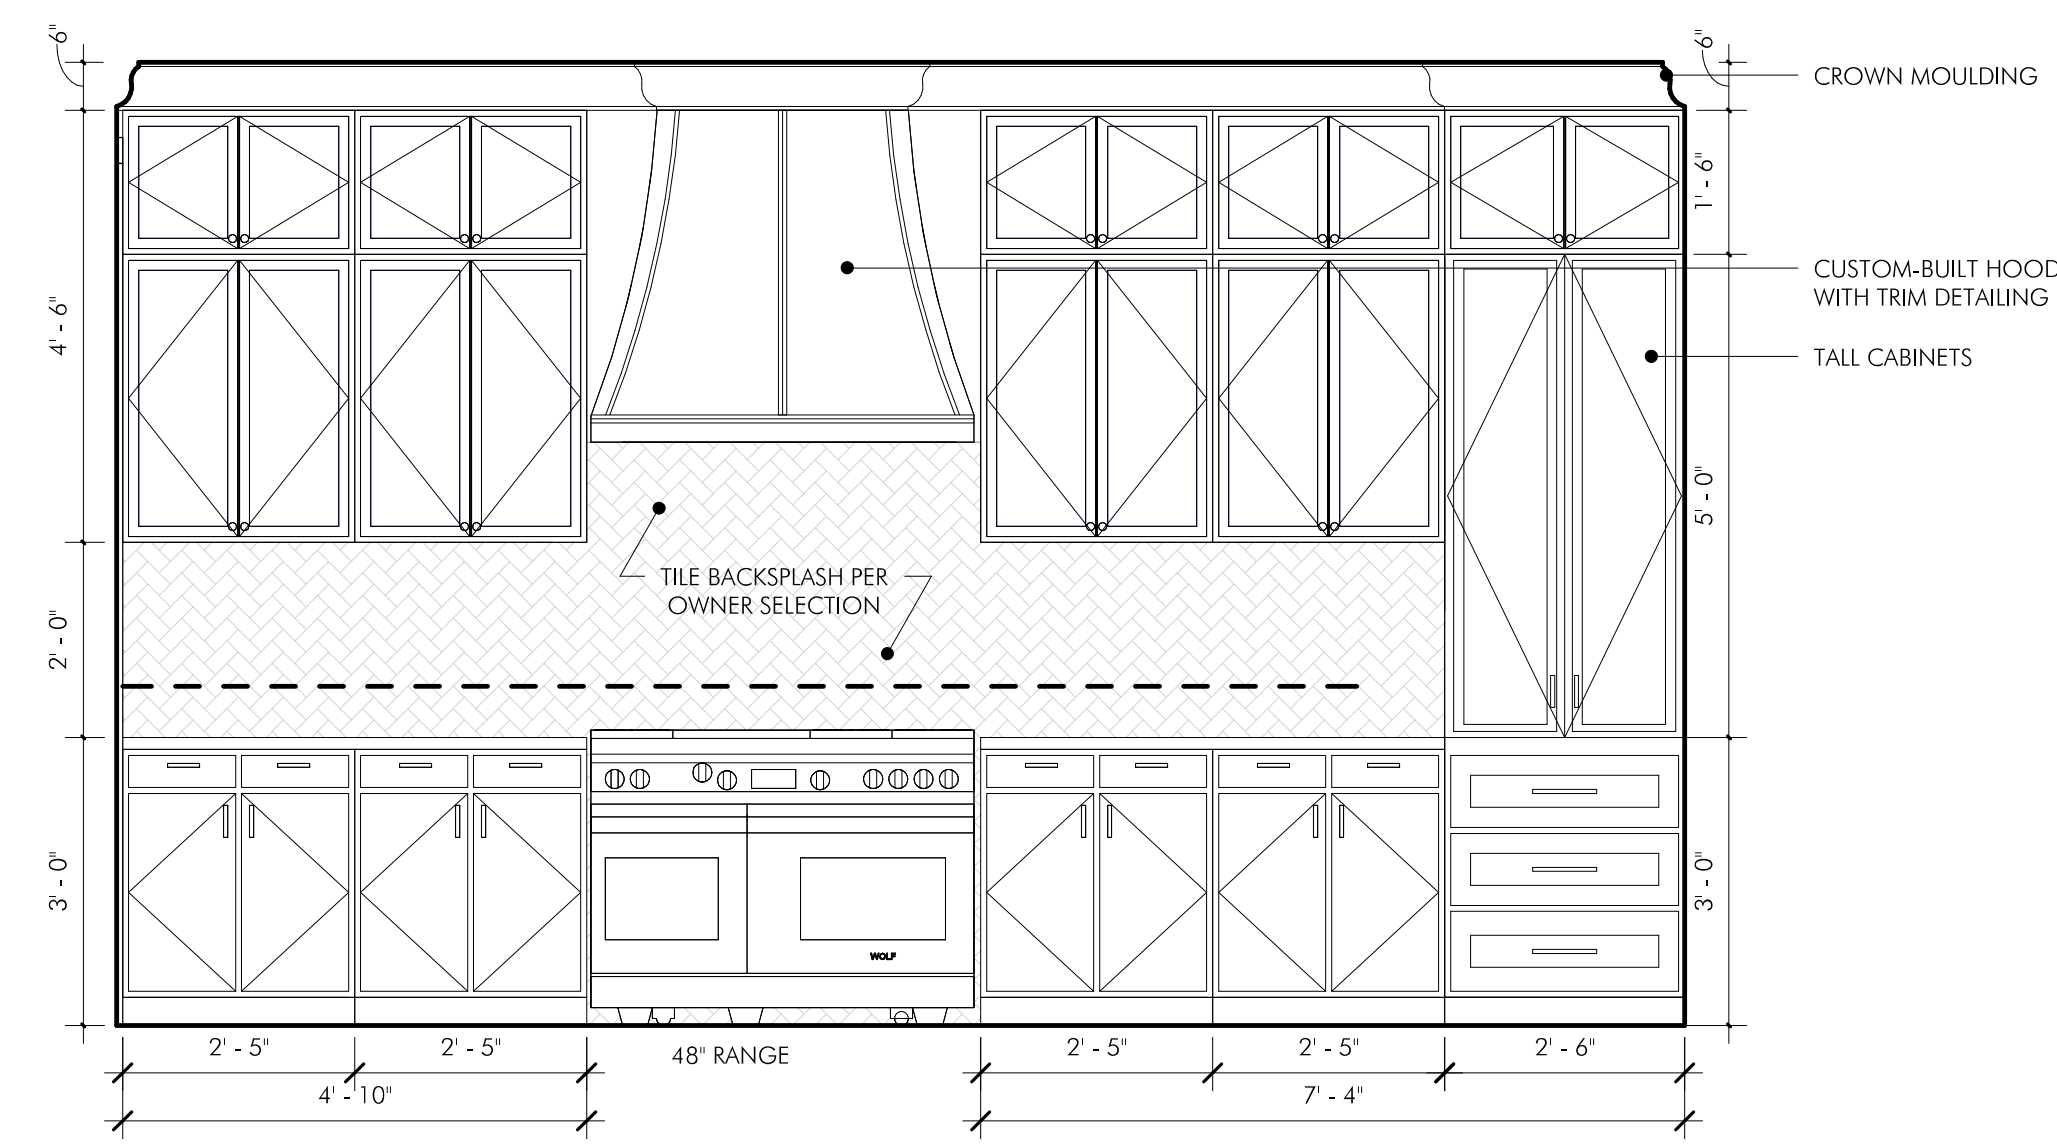 6"
6"
CROWN MOULDING
1' - 6"
4' - 6"
CUSTOM-BUILT HOOD
WITH TRIM DETAILING
TALL CABINETS
5' - 0"
TILE BACKSPLASH PER
OWNER SELECTION
2' - 0"
3' - 0"
3' - 0"
WOLF
2' - 5"
2' - 5"
48" RANGE
2' - 5"
2' - 5"
2' - 6"
4' - 10"
7' - 4"